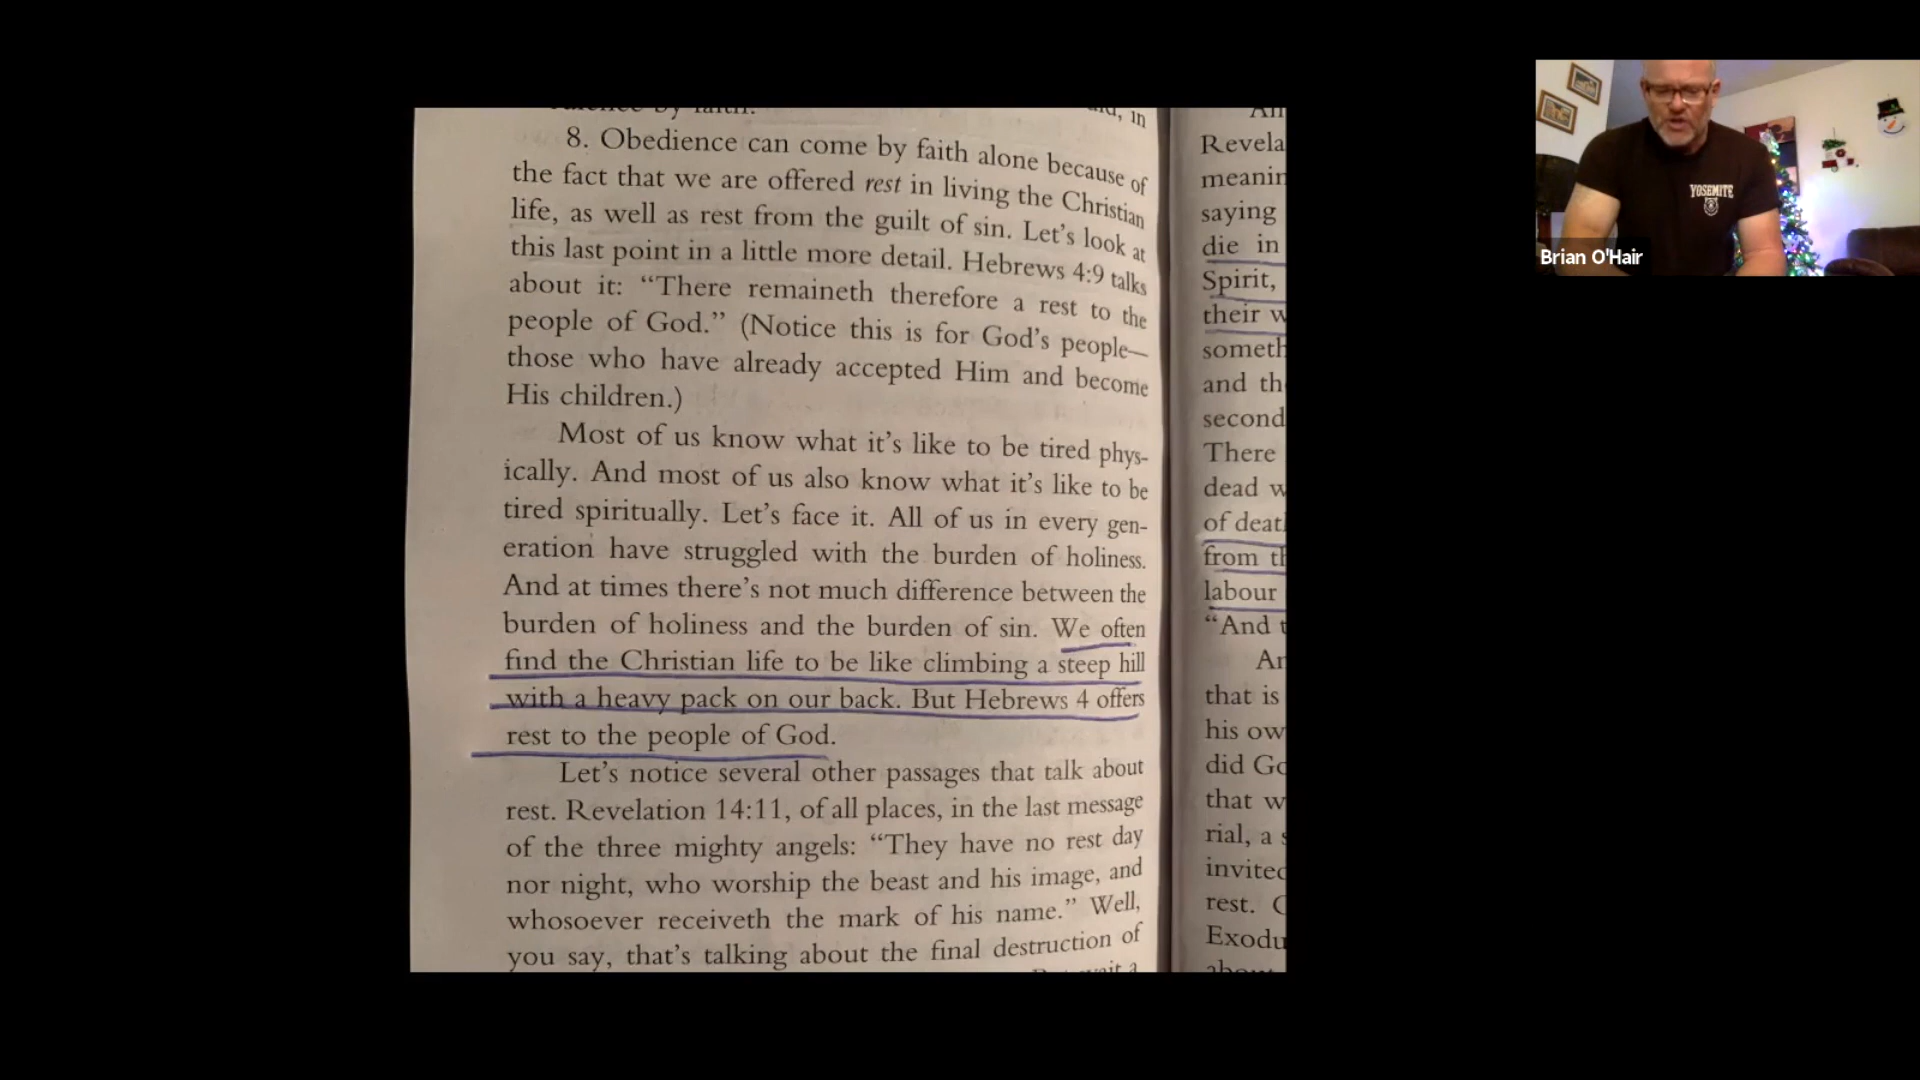 8. Obedience can come by faith alone because of
the fact that we are offered rest in living the Christian
life, as well as rest from the guilt of sin. Let's look at
this last point in a little more detail. Hebrews 4:9 talks
about it: “There remaineth therefore a rest to the
people of God.” (Notice this is for God's people—
those who have already accepted Him and become
His children.)
Most of us know what it's like to be tired phys-
ically. And most of us also know what it's like to be
tired spiritually. Let's face it. All of us in every gen-
eration have struggled with the burden of holiness.
And at times there's not much difference between the
burden of holiness and the burden of sin. We often
find the Christian life to be like climbing a steep hill
with a heavy pack on our back. But Hebrews 4 offers
rest to the people of God.
Let's notice several other passages that talk about
rest. Revelation 14:11, of all places, in the last message
of the three mighty angels: “They have no rest day
nor night, who worship the beast and his image, and
whosoever receiveth the mark of his name.” Well,
you say, that's talking about the final destruction of
Revela
meanin
saying
die in
Spirit,
their w
someth
and th
second
There
dead w
of deat
from th
labour
“And t
An
that is
his ow
did Go
that w
rial, a s
invited
rest.
Exodu
YOSEMITE
Brian O'Hair